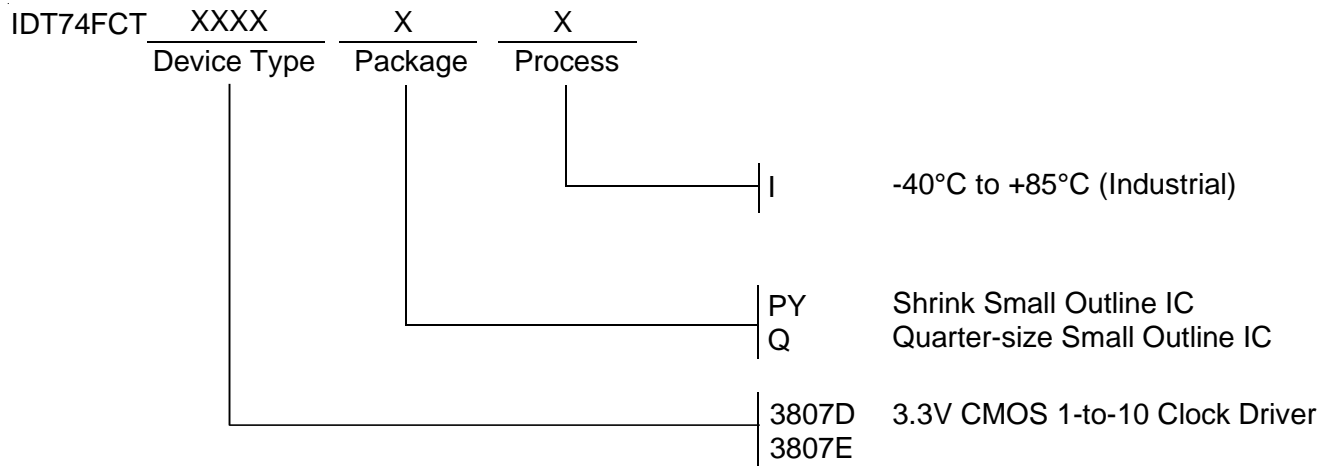 IDT74FCT XXXX X X
Device Type Package Process
I -40°C to +85°C (Industrial)
PY Shrink Small Outline IC
Q Quarter-size Small Outline IC
3807D 3.3V CMOS 1-to-10 Clock Driver
3807E